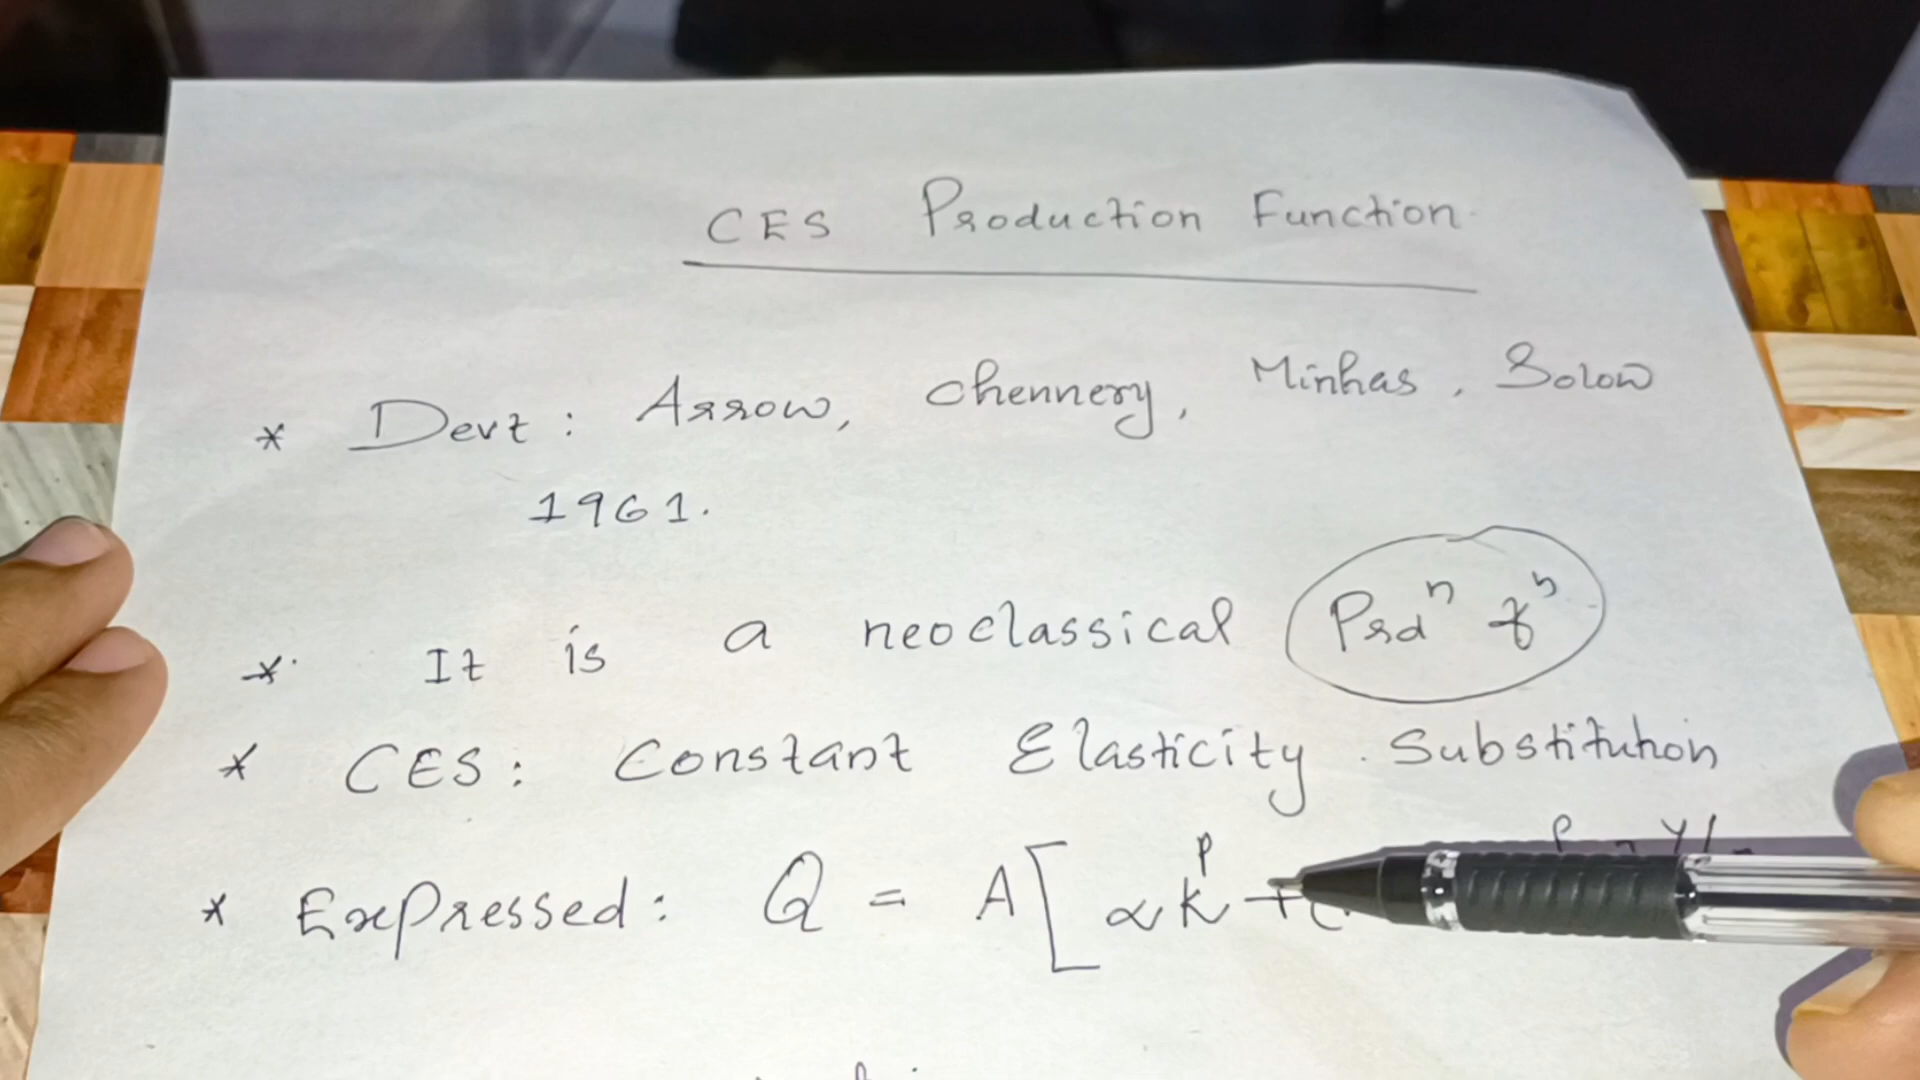 CES Production Function
* Devt : Arrow, Chennery, Minhas, Solow
1961.
* It is a neoclassical Prdⁿ fⁿ
* CES : Constant Elasticity Substitution
* Expressed : Q = A[ αK^ρ + (